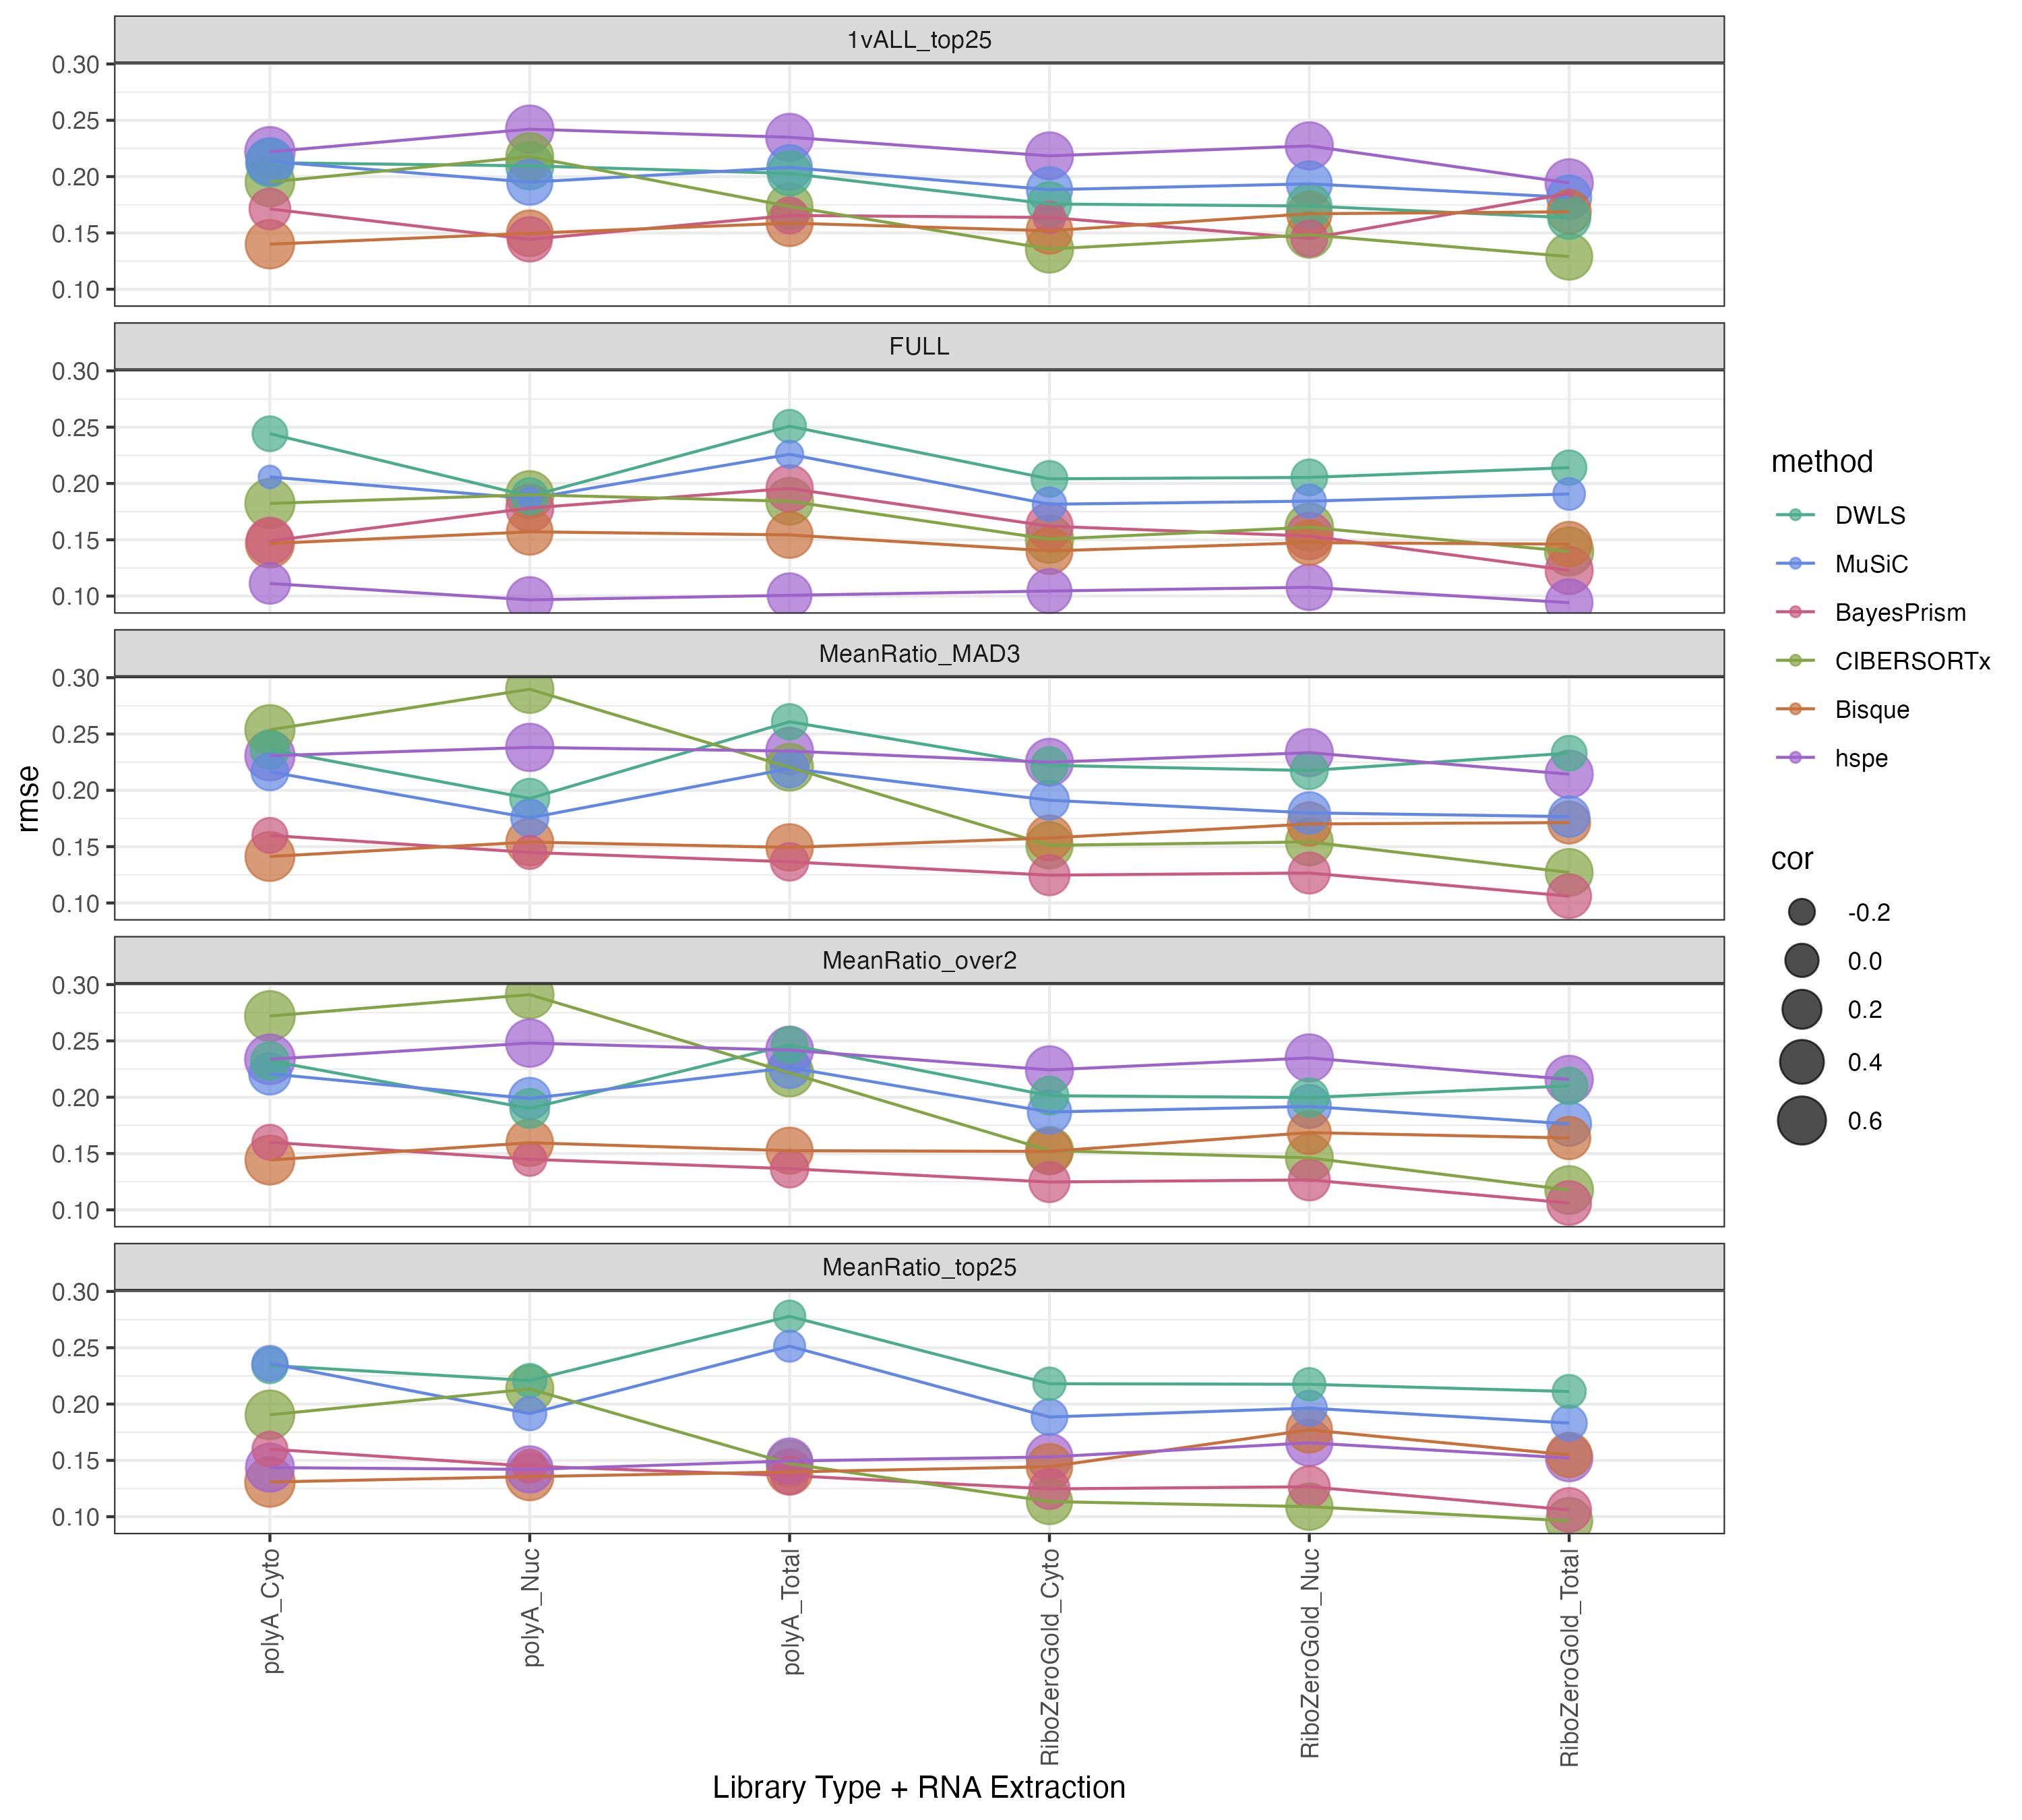 1vALL_top25
0.30
0.25
0.20
0.15
0.10
FULL
0.30
0.25
0.20
0.15
0.10
MeanRatio_MAD3
0.30
0.25
0.20
0.15
0.10
MeanRatio_over2
0.30
0.25
0.20
0.15
0.10
MeanRatio_top25
0.30
0.25
0.20
0.15
0.10
rmse
polyA_Cyto
polyA_Nuc
polyA_Total
RiboZeroGold_Cyto
RiboZeroGold_Nuc
RiboZeroGold_Total
Library Type + RNA Extraction
method
DWLS
MuSiC
BayesPrism
CIBERSORTx
Bisque
hspe
cor
-0.2
0.0
0.2
0.4
0.6